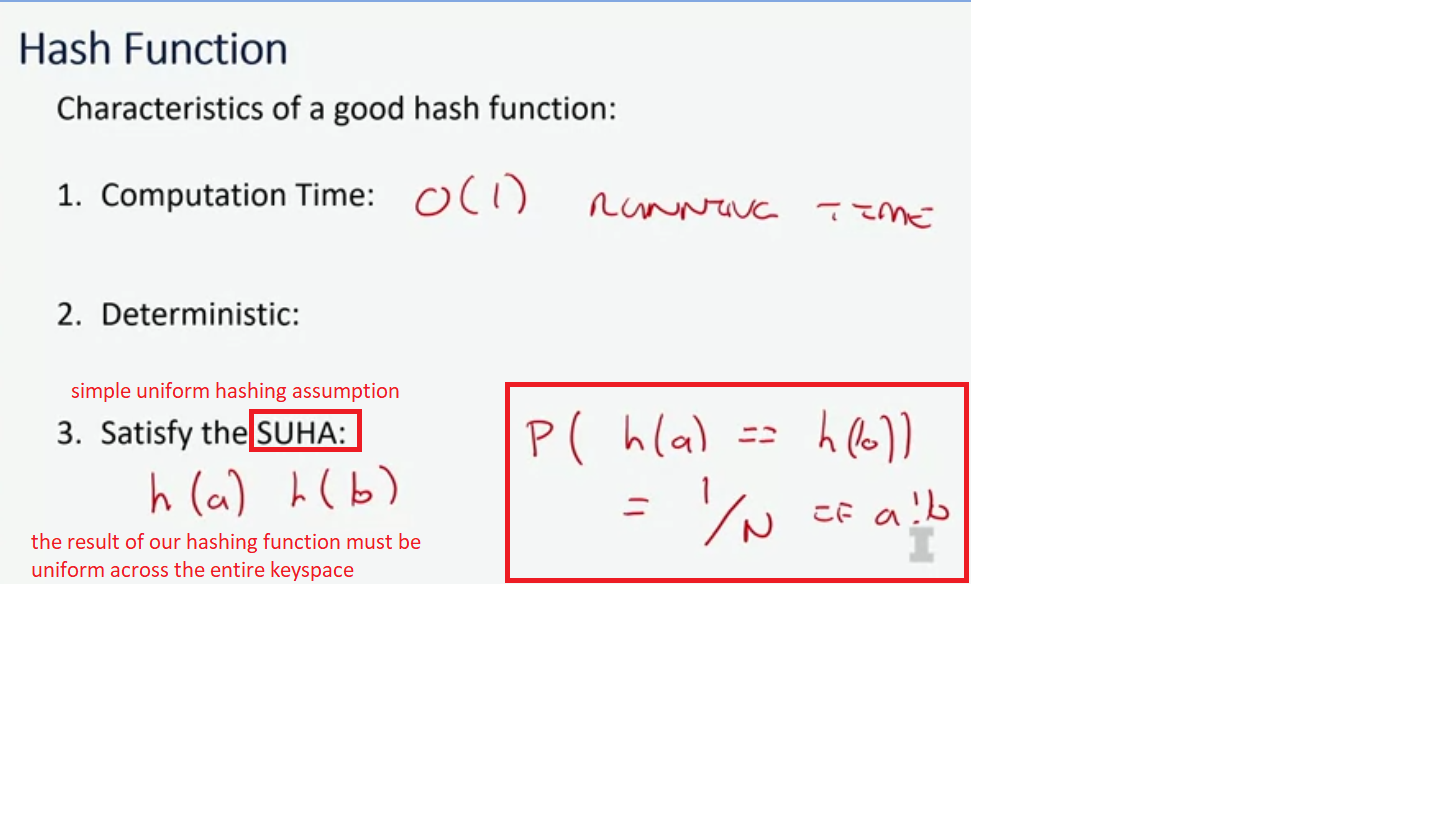 Hash Function
Characteristics of a good hash function:
1. Computation Time: O(1) RUNNING TIME
2. Deterministic:
simple uniform hashing assumption
3. Satisfy the SUHA:
h(a) h(b)
the result of our hashing function must be
uniform across the entire keyspace
P( h(a) == h(b))
= 1/N IF a!b